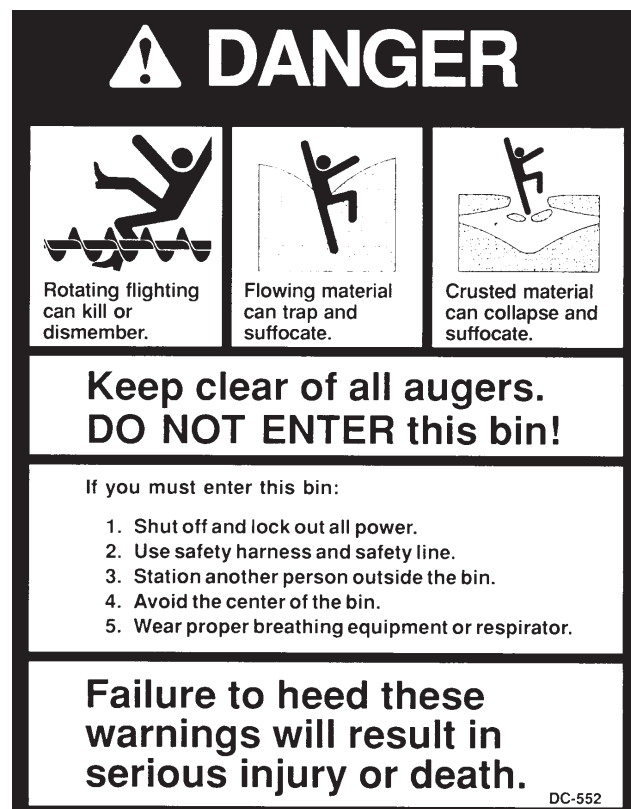 DANGER
Rotating flighting
can kill or
dismember.
Flowing material
can trap and
suffocate.
Crusted material
can collapse and
suffocate.
Keep clear of all augers.
DO NOT ENTER this bin!
If you must enter this bin:
1. Shut off and lock out all power.
2. Use safety harness and safety line.
3. Station another person outside the bin.
4. Avoid the center of the bin.
5. Wear proper breathing equipment or respirator.
Failure to heed these
warnings will result in
serious injury or death.
DC-552